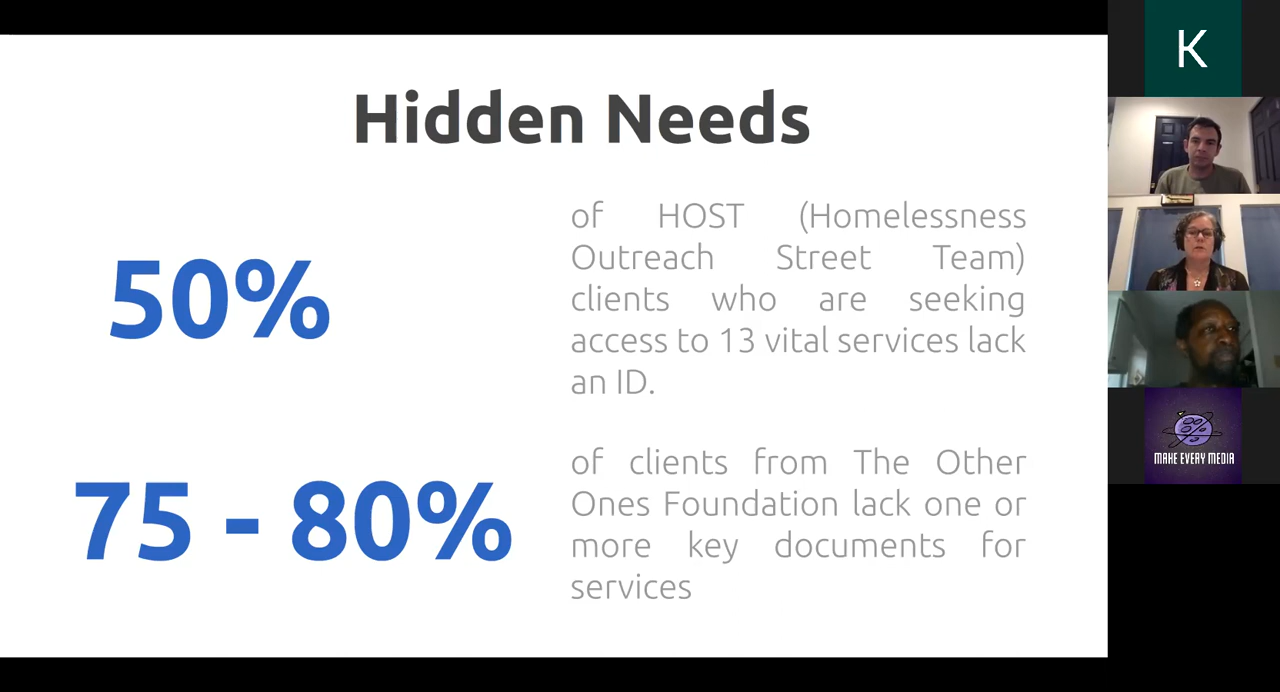 Hidden Needs
50%
of HOST (Homelessness
Outreach Street Team)
clients who are seeking
access to 13 vital services lack
an ID.
75 - 80%
of clients from The Other
Ones Foundation lack one or
more key documents for
services
K
MAKE EVERY MEDIA